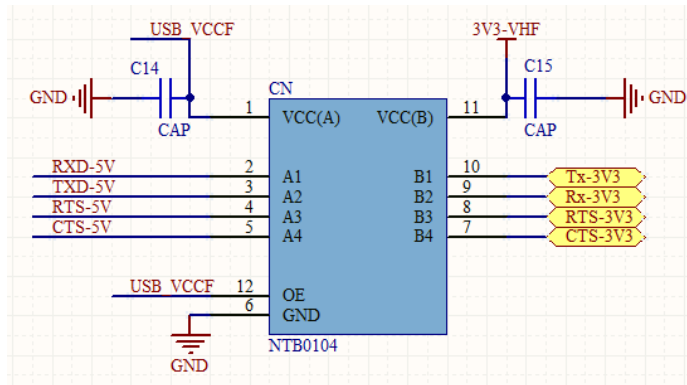 USB_VCCF
3V3-VHF
C14
C15
GND
CAP
CN
GND
CAP
1
VCC(A)
VCC(B)
11
RXD-5V
2
A1
B1
10
Tx-3V3
TXD-5V
3
A2
B2
9
Rx-3V3
RTS-5V
4
A3
B3
8
RTS-3V3
CTS-5V
5
A4
B4
7
CTS-3V3
USB_VCCF
12
OE
6
GND
NTB0104
GND